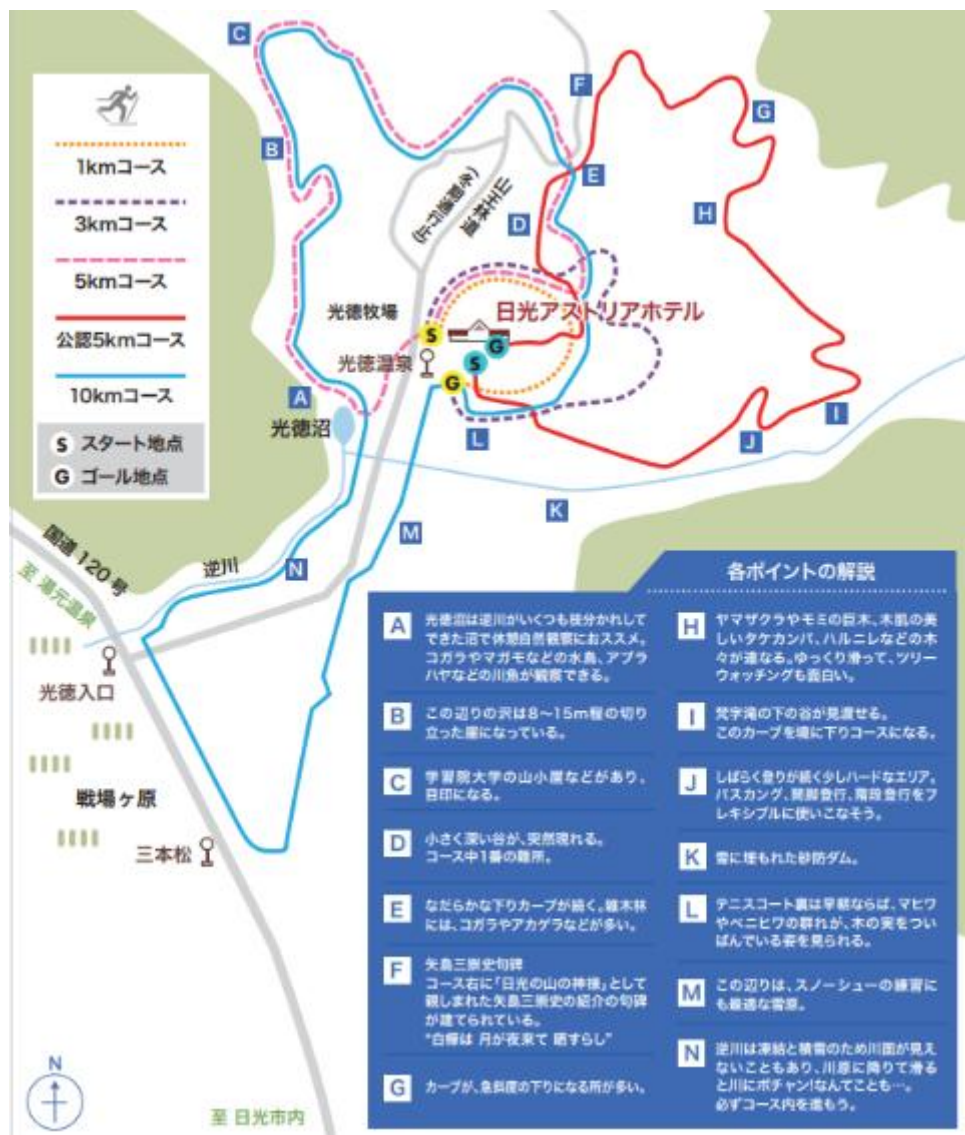 C
F
G
B
E
D
H
1kmコース
3kmコース
5kmコース
公認5kmコース
10kmコース
S スタート地点
G ゴール地点
山王林道
(冬期通行止)
光徳牧場
日光アストリアホテル
S
G
光徳温泉
S
G
A
光徳沼
L
J
I
K
M
N
国道120号
至 湯元温泉
逆川
光徳入口
戦場ヶ原
三本松
N
至 日光市内
各ポイントの解説
A 光徳沼は逆川がいくつも枝分かれして
できた沼で休憩自然観察におススメ。
コガラやマガモなどの水鳥、アブラ
ハヤなどの川魚が観察できる。
B この辺りの沢は8〜15m程の切り
立った崖になっている。
C 学習院大学の山小屋などがあり、
目印になる。
D 小さく深い谷が、突然現れる。
コース中1番の難所。
E なだらかな下りカーブが続く。雑木林
には、コガラやアカゲラなどが多い。
F 矢島三嵩史句碑
コース右に「日光の山の神様」として
親しまれた矢島三嵩史の紹介の句碑
が建てられている。
“白樺は 月が夜来て 晒すらし”
G カーブが、急斜度の下りになる所が多い。
H ヤマザクラやモミの巨木、木肌の美
しいダケカンバ、ハルニレなどの木
々が連なる。ゆっくり滑って、ツリー
ウォッチングも面白い。
I 梵字滝の下の谷が見渡せる。
このカーブを境に下りコースになる。
J しばらく登りが続く少しハードなエリア。
パスカング、開脚登行、階段登行をフ
レキシブルに使いこなそう。
K 雪に埋もれた砂防ダム。
L テニスコート裏は早朝ならば、マヒワ
やベニヒワの群れが、木の実をつい
ばんでいる姿を見られる。
M この辺りは、スノーシューの練習に
も最適な雪原。
N 逆川は凍結と積雪のため川面が見え
ないこともあり、川原に降りて滑る
と川にボチャン!なんてことも…。
必ずコース内を進もう。